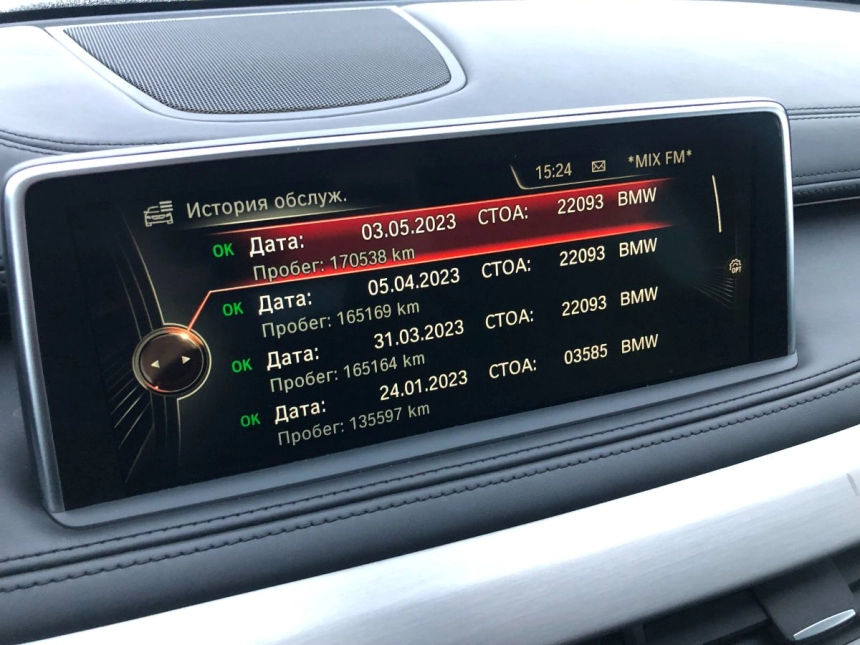 15:24 *MIX FM*
История обслуж.
OK Дата: 03.05.2023 СТОА: 22093 BMW
Пробег: 170538 km
OK Дата: 05.04.2023 СТОА: 22093 BMW
Пробег: 165169 km
OK Дата: 31.03.2023 СТОА: 22093 BMW
Пробег: 165164 km
OK Дата: 24.01.2023 СТОА: 03585 BMW
Пробег: 135597 km
OPT